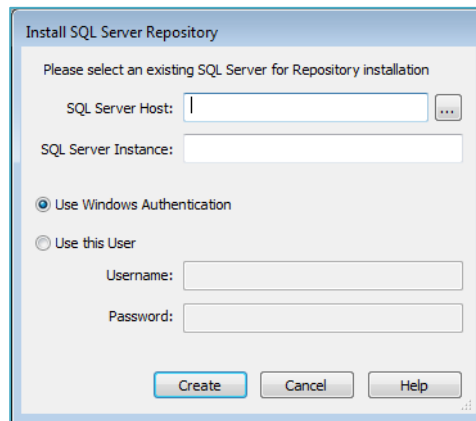 Install SQL Server Repository
Please select an existing SQL Server for Repository installation
SQL Server Host:
...
SQL Server Instance:
Use Windows Authentication
Use this User
Username:
Password:
Create Cancel Help